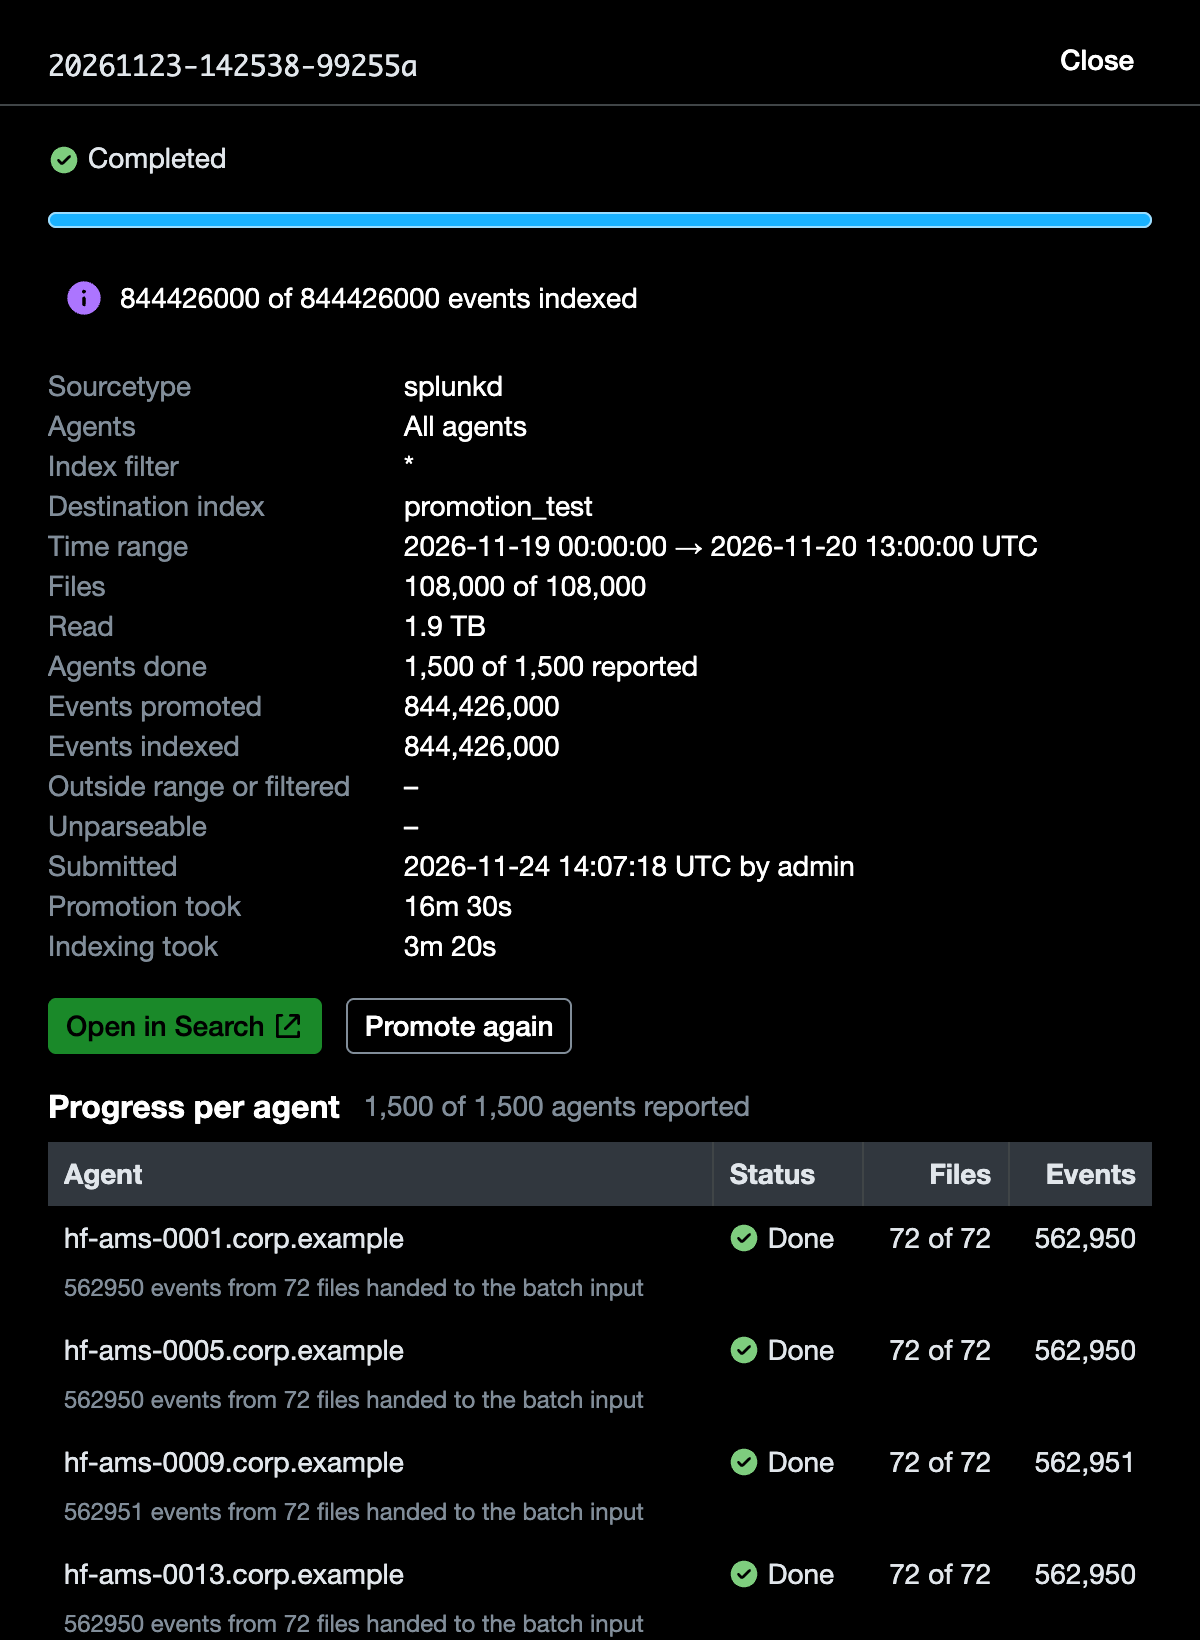 20261123-142538-99255a
Close
Completed
844426000 of 844426000 events indexed
Sourcetype splunkd
Agents All agents
Index filter *
Destination index promotion_test
Time range 2026-11-19 00:00:00 → 2026-11-20 13:00:00 UTC
Files 108,000 of 108,000
Read 1.9 TB
Agents done 1,500 of 1,500 reported
Events promoted 844,426,000
Events indexed 844,426,000
Outside range or filtered –
Unparseable –
Submitted 2026-11-24 14:07:18 UTC by admin
Promotion took 16m 30s
Indexing took 3m 20s
Open in Search Promote again
Progress per agent 1,500 of 1,500 agents reported
Agent Status Files Events
hf-ams-0001.corp.example Done 72 of 72 562,950
562950 events from 72 files handed to the batch input
hf-ams-0005.corp.example Done 72 of 72 562,950
562950 events from 72 files handed to the batch input
hf-ams-0009.corp.example Done 72 of 72 562,951
562951 events from 72 files handed to the batch input
hf-ams-0013.corp.example Done 72 of 72 562,950
562950 events from 72 files handed to the batch input